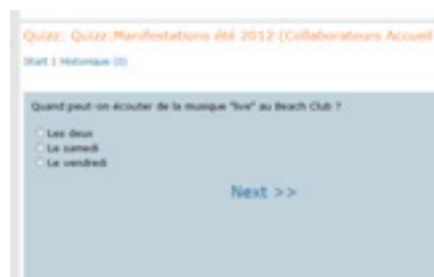 Quizz: Quizz:Manifestations été 2012 (Collaborateurs Accueil
Start | Historique (0)
Quand peut-on écouter de la musique "live" au Beach Club ?
Les deux
Le samedi
Le vendredi
Next >>